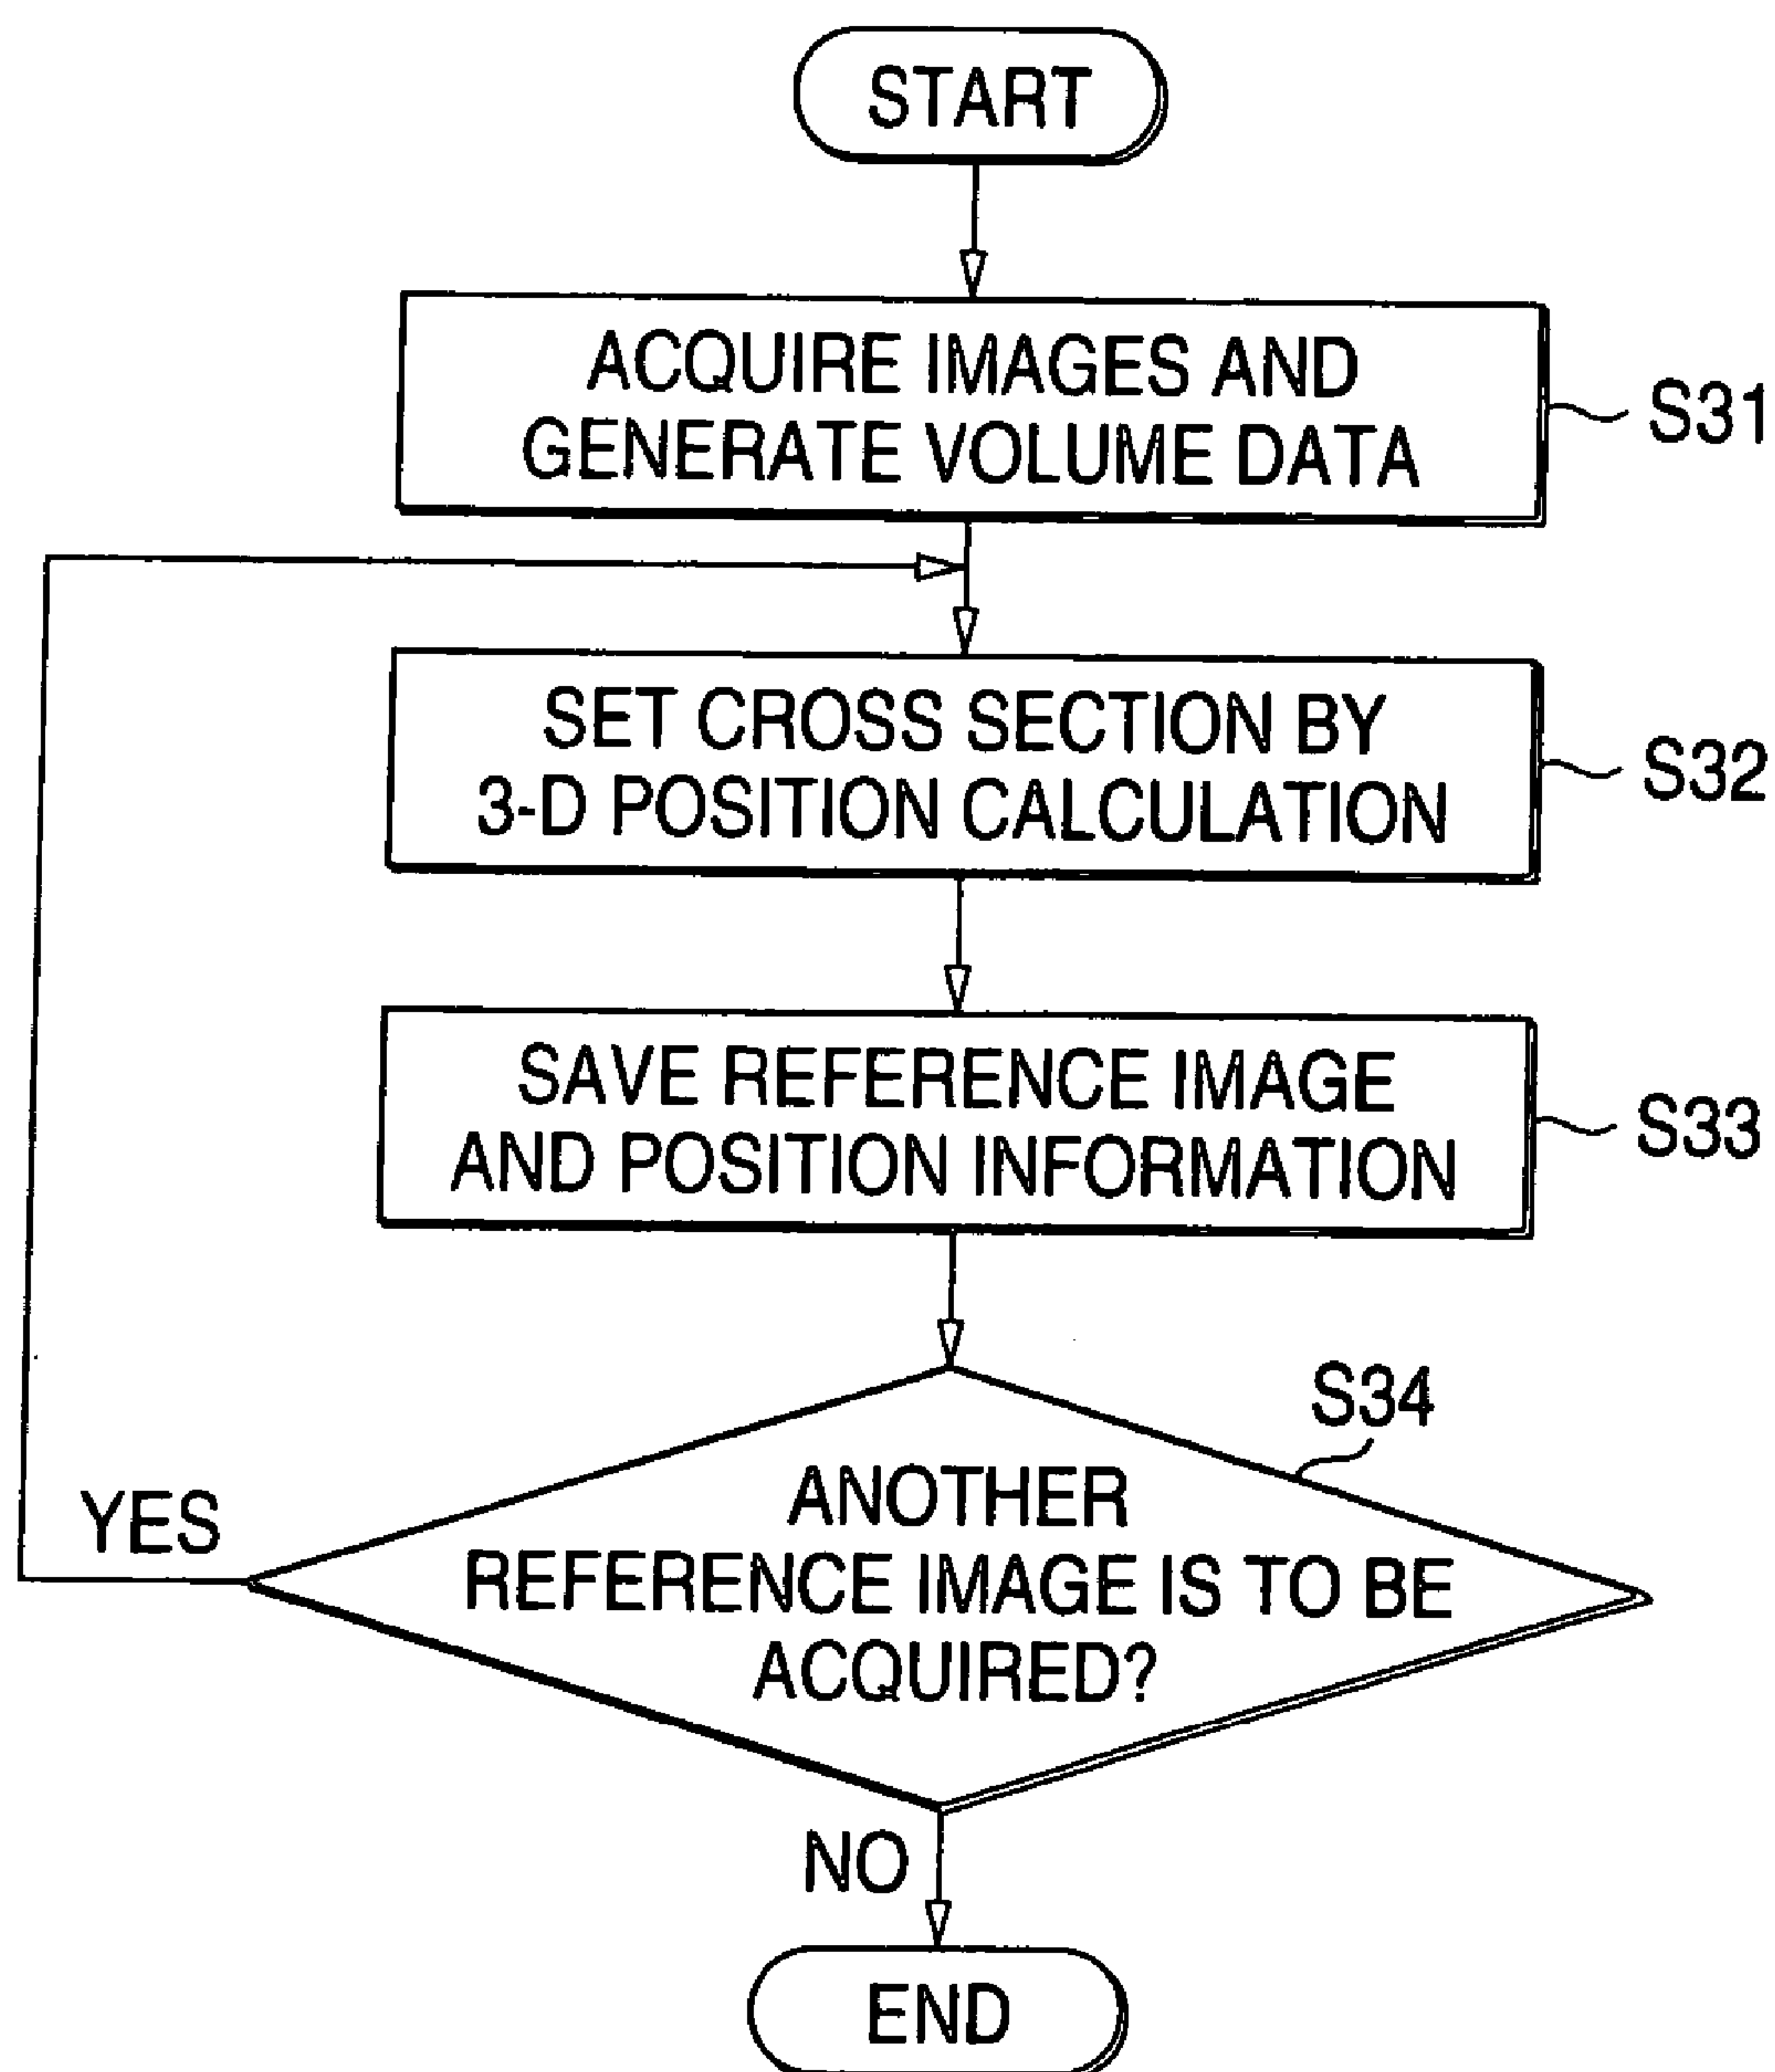 START
ACQUIRE IMAGES AND
GENERATE VOLUME DATA
S31
SET CROSS SECTION BY
3-D POSITION CALCULATION
S32
SAVE REFERENCE IMAGE
AND POSITION INFORMATION
S33
S34
ANOTHER
REFERENCE IMAGE IS TO BE
ACQUIRED?
YES
NO
END